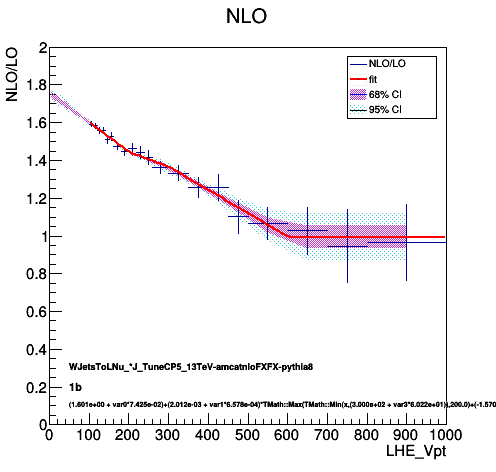 NLO
NLO/LO
2
1.8
1.6
1.4
1.2
1
0.8
0.6
0.4
0.2
0
NLO/LO
fit
68% CI
95% CI
WJetsToLNu_*J_TuneCP5_13TeV-amcatnloFXFX-pythia8
1b
(1.601e+00 + var0*7.425e-02)+(2.012e-03 + var1*6.578e-04)*TMath::Max(TMath::Min(x,(3.000e+02 + var3*6.022e+01)),200.0)+(-1.570
0 100 200 300 400 500 600 700 800 900 1000
LHE_Vpt